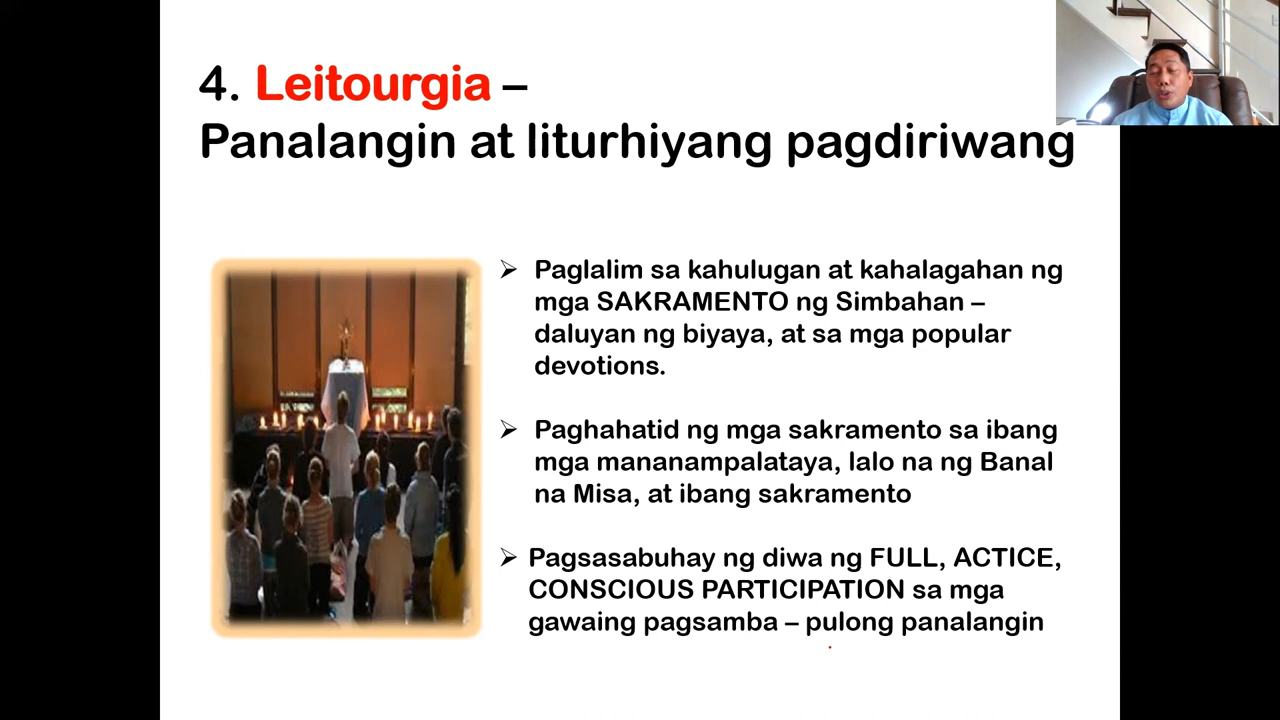 4. Leitourgia –
Panalangin at liturhiyang pagdiriwang
➢ Paglalim sa kahulugan at kahalagahan ng
mga SAKRAMENTO ng Simbahan –
daluyan ng biyaya, at sa mga popular
devotions.
➢ Paghahatid ng mga sakramento sa ibang
mga mananampalataya, lalo na ng Banal
na Misa, at ibang sakramento
➢ Pagsasabuhay ng diwa ng FULL, ACTICE,
CONSCIOUS PARTICIPATION sa mga
gawaing pagsamba – pulong panalangin